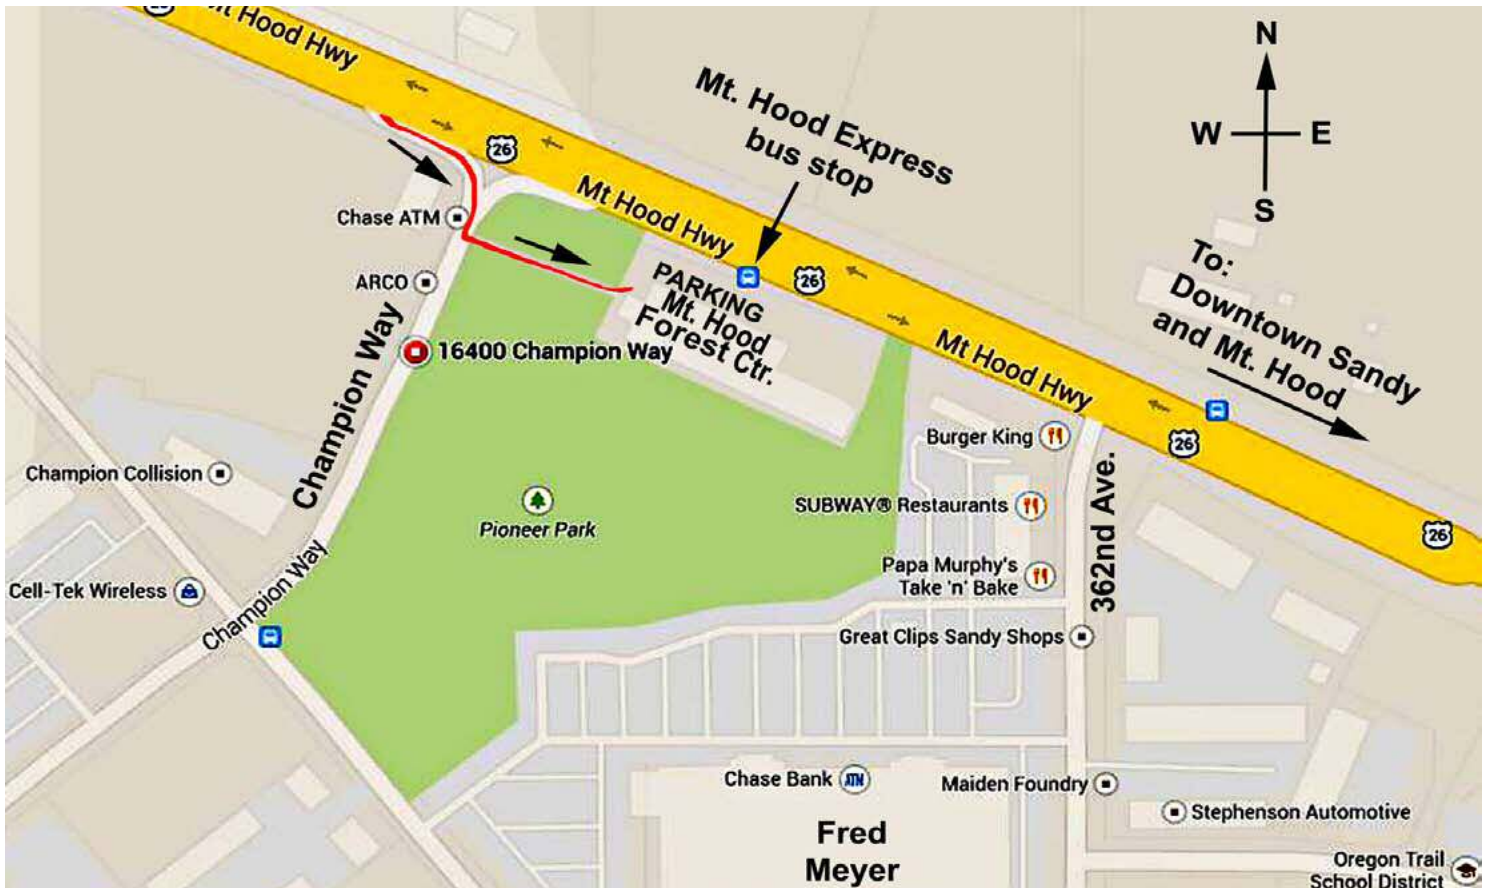 26
Mt Hood Hwy
N
W E
S
Mt. Hood Express
bus stop
26
Mt Hood Hwy
Chase ATM
ARCO
26
PARKING
Mt. Hood
Forest Ctr.
To:
Downtown Sandy
and Mt. Hood
Champion Way
16400 Champion Way
Mt Hood Hwy
26
Burger King
Champion Collision
362nd Ave.
SUBWAY® Restaurants
Pioneer Park
26
Papa Murphy's
Take 'n' Bake
Cell-Tek Wireless
Champion Way
Great Clips Sandy Shops
Chase Bank
ATM
Maiden Foundry
Stephenson Automotive
Fred
Meyer
Oregon Trail
School District